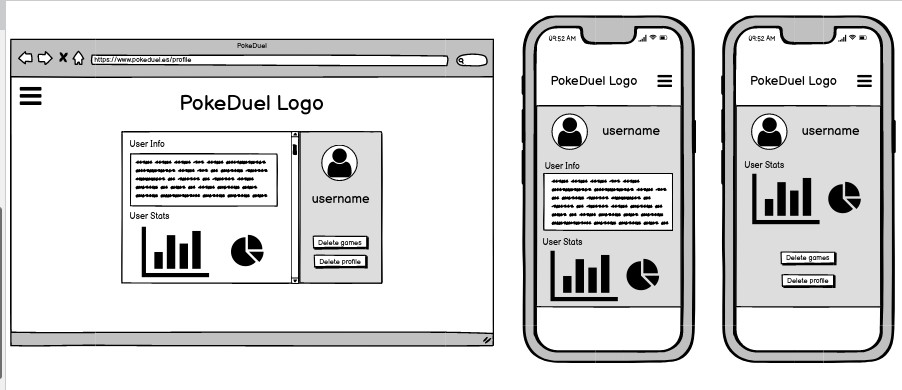 PokeDuel
https://www.pokeduel.es/profile
PokeDuel Logo
User Info
User Stats
username
Delete games
Delete profile
09:52 AM
PokeDuel Logo
username
User Info
User Stats
09:52 AM
PokeDuel Logo
username
User Stats
Delete games
Delete profile